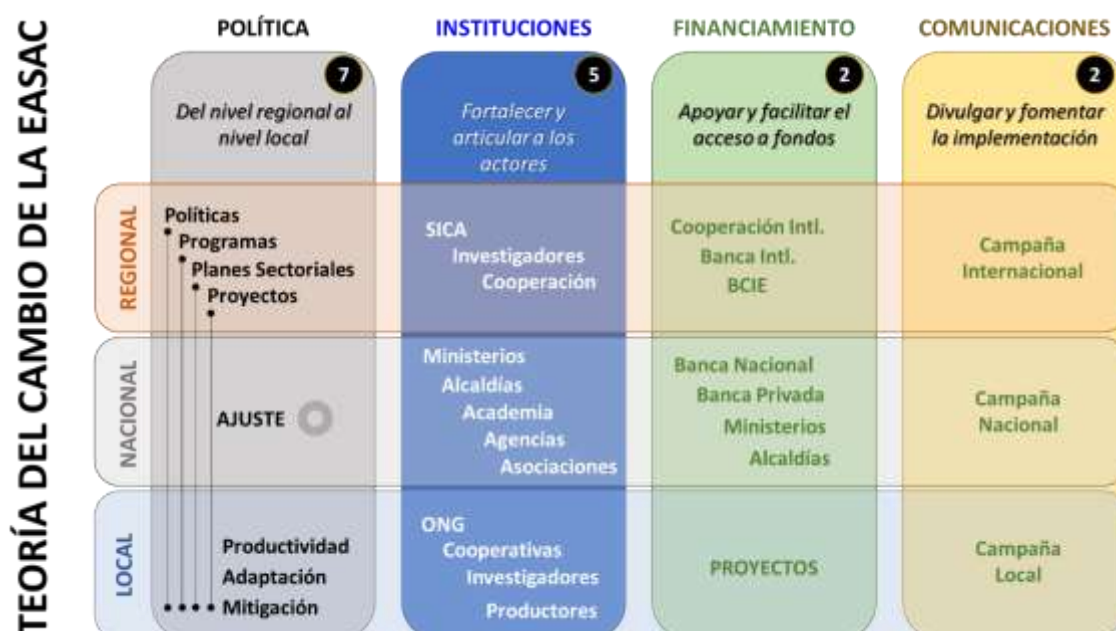 TEORÍA DEL CAMBIO DE LA EASAC
POLÍTICA
INSTITUCIONES
FINANCIAMIENTO
COMUNICACIONES
7
Del nivel regional al
nivel local
5
Fortalecer y
articular a los
actores
2
Apoyar y facilitar el
acceso a fondos
2
Divulgar y fomentar
la implementación
REGIONAL
Políticas
Programas
Planes Sectoriales
Proyectos
SICA
Investigadores
Cooperación
Cooperación Intl.
Banca Intl.
BCIE
Campaña
Internacional
NACIONAL
AJUSTE
Ministerios
Alcaldías
Academia
Agencias
Asociaciones
Banca Nacional
Banca Privada
Ministerios
Alcaldías
Campaña
Nacional
LOCAL
Productividad
Adaptación
Mitigación
ONG
Cooperativas
Investigadores
Productores
PROYECTOS
Campaña
Local